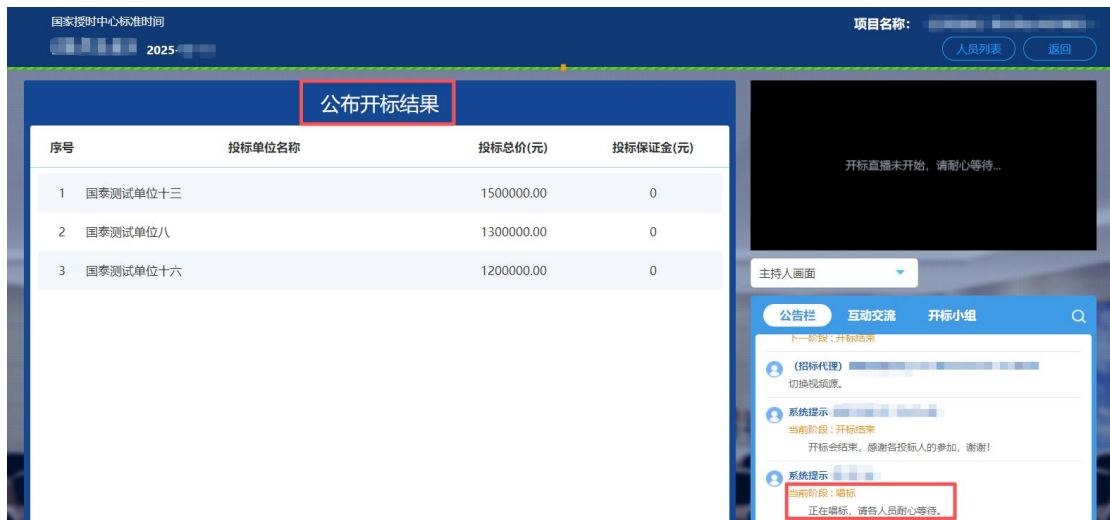 国家授时中心标准时间
2025-
项目名称：
人员列表
返回
公布开标结果
序号 投标单位名称 投标总价(元) 投标保证金(元)
1 国泰测试单位十三 1500000.00 0
2 国泰测试单位八 1300000.00 0
3 国泰测试单位十六 1200000.00 0
开标直播未开始，请耐心等待...
主持人画面
公告栏 互动交流 开标小组
下一阶段：开标结束
（招标代理）
切换视频源。
系统提示
当前阶段：开标结束
开标会结束，感谢各投标人的参加，谢谢！
系统提示
当前阶段：唱标
正在唱标，请各人员耐心等待。